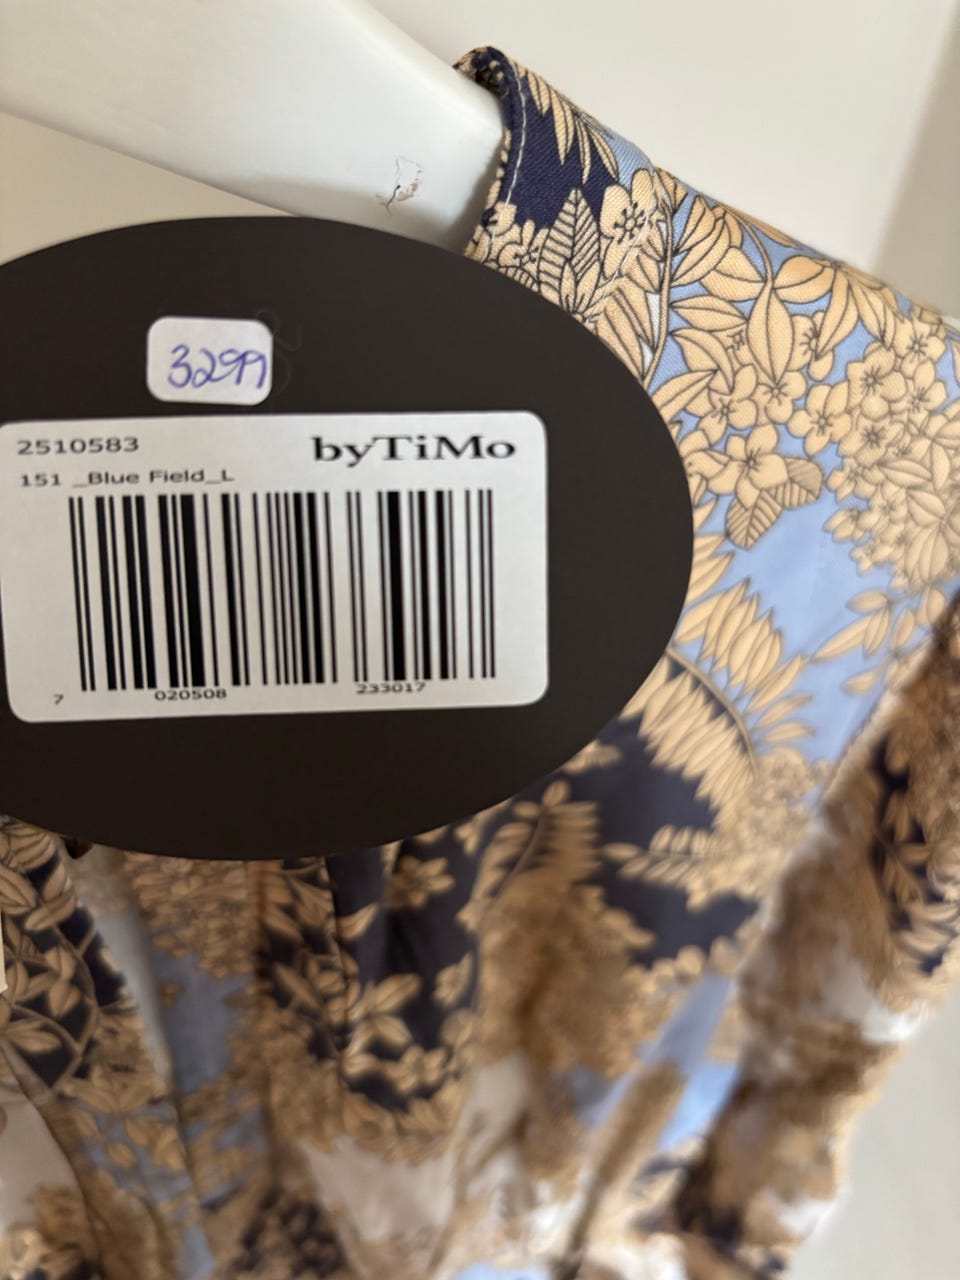 3299
2510583 byTiMo
151 _Blue Field_L
7 020508 233017